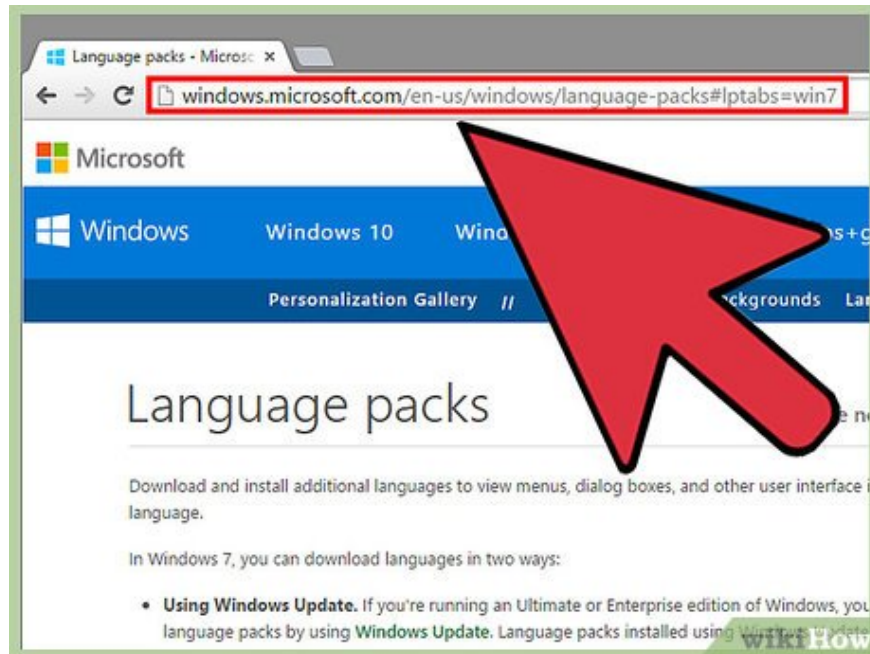 Language packs - Micros
windows.microsoft.com/en-us/windows/language-packs#lptabs=win7
Microsoft
Windows Windows 10
Personalization Gallery //
Language packs
Download and install additional languages to view menus, dialog boxes, and other user interface
language.
In Windows 7, you can download languages in two ways:
• Using Windows Update. If you're running an Ultimate or Enterprise edition of Windows, you
language packs by using Windows Update. Language packs installed using
wikiHow